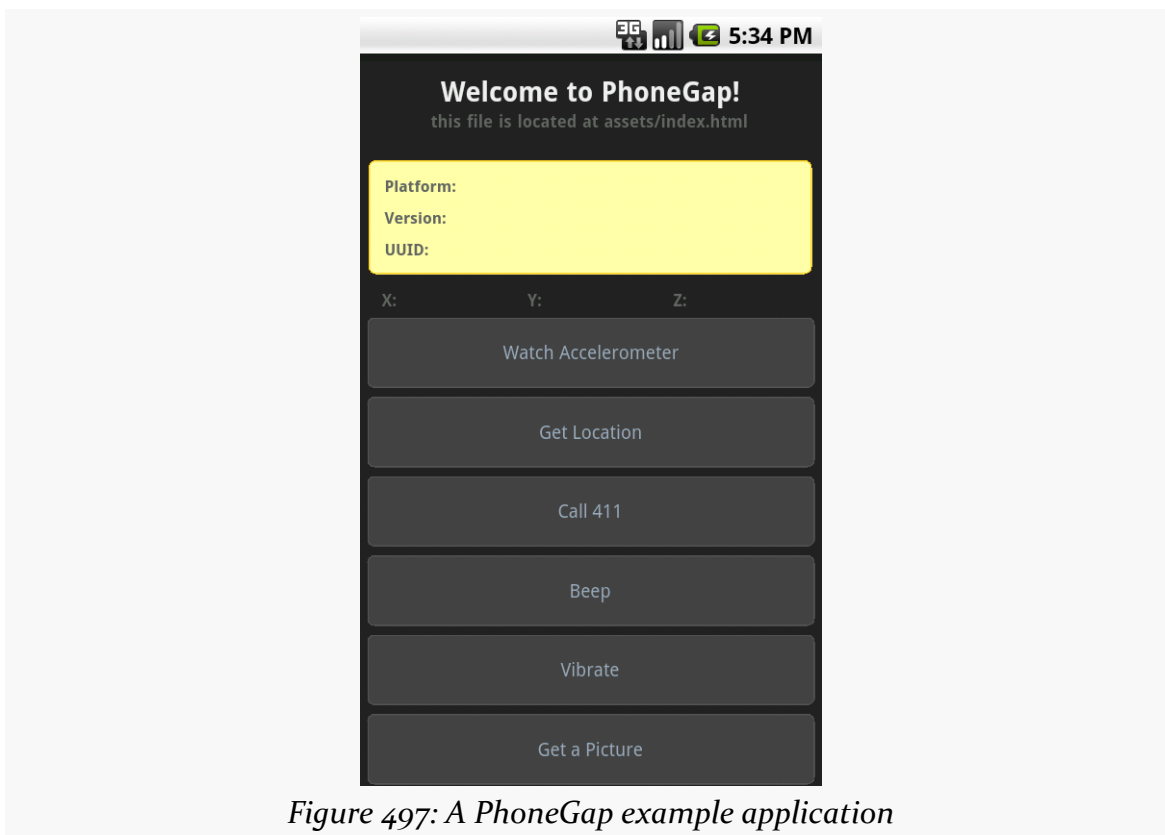 3G 5:34 PM
Welcome to PhoneGap!
this file is located at assets/index.html
Platform:
Version:
UUID:
X: Y: Z:
Watch Accelerometer
Get Location
Call 411
Beep
Vibrate
Get a Picture
Figure 497: A PhoneGap example application